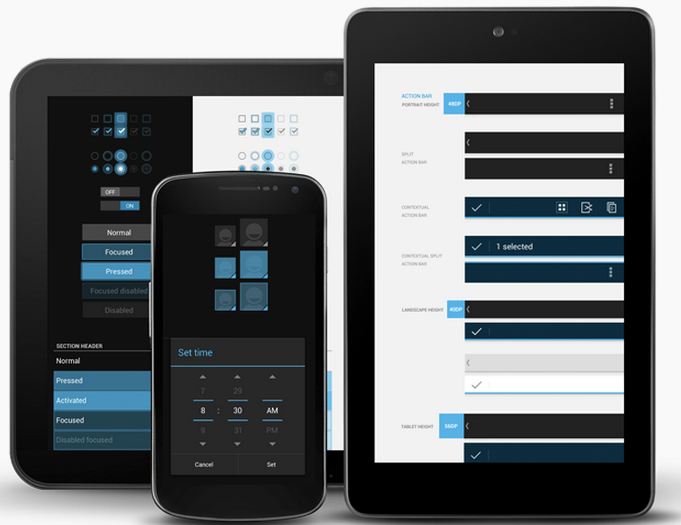 OFF
ON
Normal
Focused
Pressed
Focused disabled
Disabled
SECTION HEADER
Normal
Pressed
Activated
Focused
Disabled focused
Set time
7 29
8 : 30 AM
9 31 PM
Cancel Set
ACTION BAR
PORTRAIT HEIGHT 48DP
SPLIT
ACTION BAR
CONTEXTUAL
ACTION BAR
CONTEXTUAL SPLIT
ACTION BAR
1 selected
LANDSCAPE HEIGHT 40DP
TABLET HEIGHT 56DP